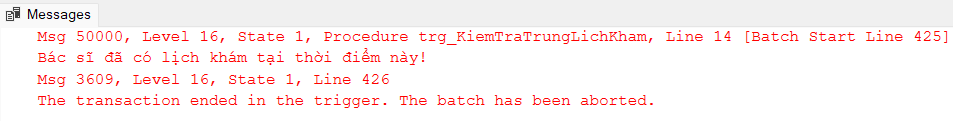 Messages
Msg 50000, Level 16, State 1, Procedure trg_KiemTraTrungLichKham, Line 14 [Batch Start Line 425]
Bác sĩ đã có lịch khám tại thời điểm này!
Msg 3609, Level 16, State 1, Line 426
The transaction ended in the trigger. The batch has been aborted.